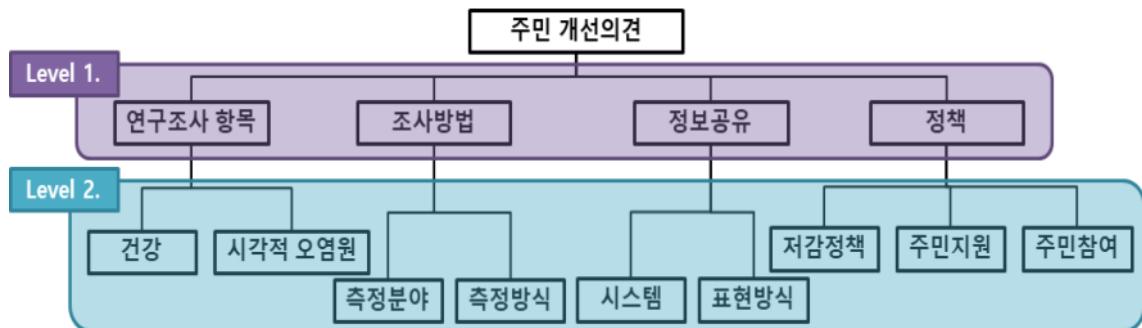 주민 개선의견
Level 1.
연구조사 항목
조사방법
정보공유
정책
Level 2.
건강
시각적 오염원
측정분야
측정방식
시스템
표현방식
저감정책
주민지원
주민참여